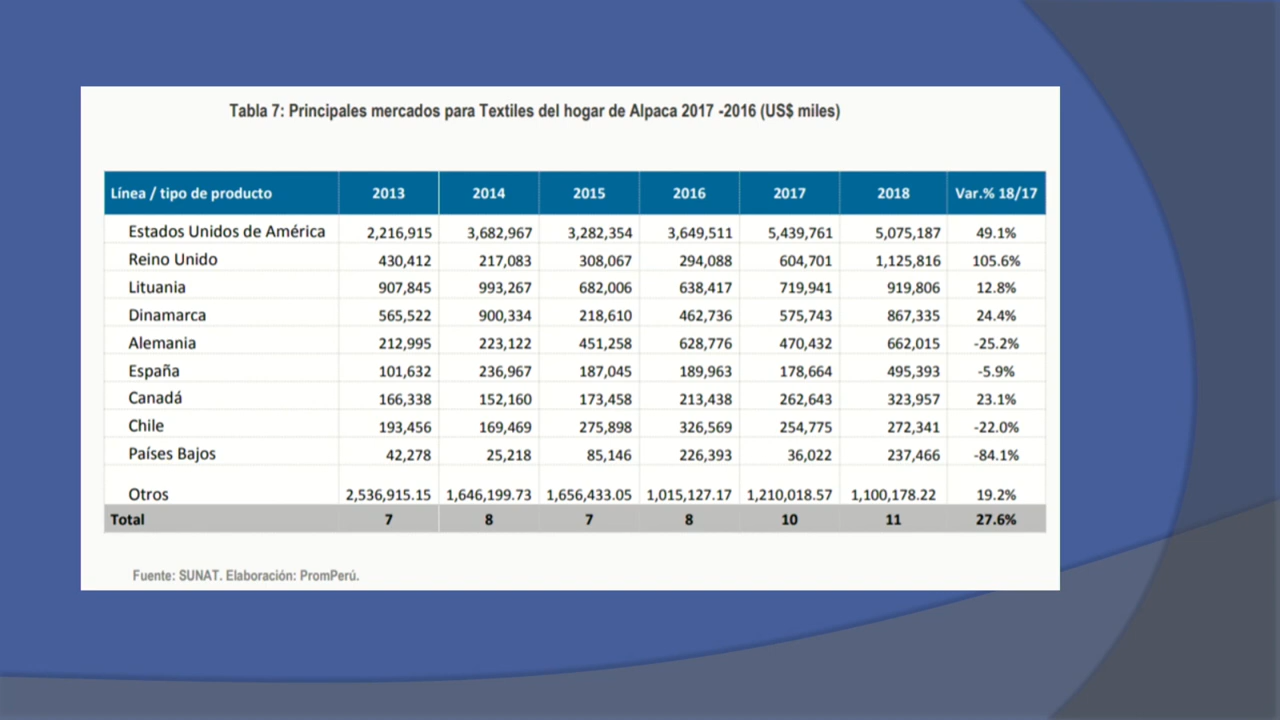 Tabla 7: Principales mercados para Textiles del hogar de Alpaca 2017 -2016 (US$ miles)
Línea / tipo de producto 2013 2014 2015 2016 2017 2018 Var.% 18/17
Estados Unidos de América 2,216,915 3,682,967 3,282,354 3,649,511 5,439,761 5,075,187 49.1%
Reino Unido 430,412 217,083 308,067 294,088 604,701 1,125,816 105.6%
Lituania 907,845 993,267 682,006 638,417 719,941 919,806 12.8%
Dinamarca 565,522 900,334 218,610 462,736 575,743 867,335 24.4%
Alemania 212,995 223,122 451,258 628,776 470,432 662,015 -25.2%
España 101,632 236,967 187,045 189,963 178,664 495,393 -5.9%
Canadá 166,338 152,160 173,458 213,438 262,643 323,957 23.1%
Chile 193,456 169,469 275,898 326,569 254,775 272,341 -22.0%
Países Bajos 42,278 25,218 85,146 226,393 36,022 237,466 -84.1%
Otros 2,536,915.15 1,646,199.73 1,656,433.05 1,015,127.17 1,210,018.57 1,100,178.22 19.2%
Total 7 8 7 8 10 11 27.6%
Fuente: SUNAT. Elaboración: PromPerú.